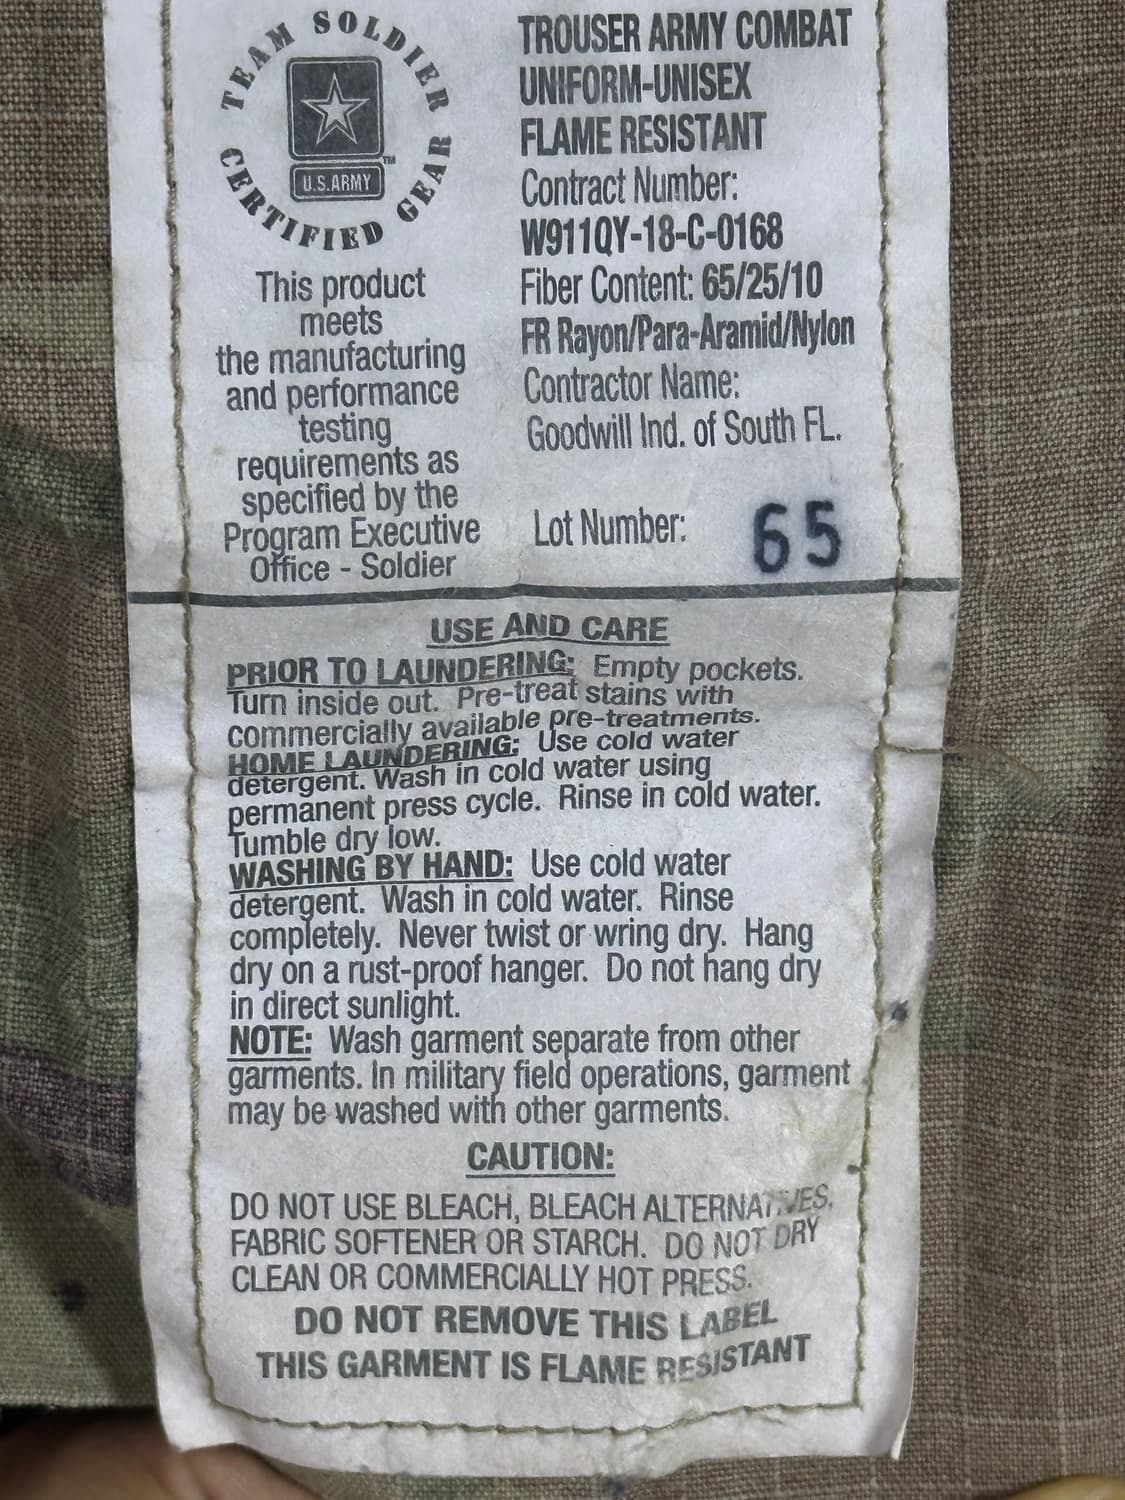 TEAM SOLDIER
CERTIFIED GEAR
U.S.ARMY
TM
This product
meets
the manufacturing
and performance
testing
requirements as
specified by the
Program Executive
Office - Soldier
TROUSER ARMY COMBAT
UNIFORM-UNISEX
FLAME RESISTANT
Contract Number:
W911QY-18-C-0168
Fiber Content: 65/25/10
FR Rayon/Para-Aramid/Nylon
Contractor Name:
Goodwill Ind. of South FL.
Lot Number: 65
USE AND CARE
PRIOR TO LAUNDERING: Empty pockets.
Turn inside out. Pre-treat stains with
commercially available pre-treatments.
HOME LAUNDERING: Use cold water
detergent. Wash in cold water using
permanent press cycle. Rinse in cold water.
Tumble dry low.
WASHING BY HAND: Use cold water
detergent. Wash in cold water. Rinse
completely. Never twist or wring dry. Hang
dry on a rust-proof hanger. Do not hang dry
in direct sunlight.
NOTE: Wash garment separate from other
garments. In military field operations, garment
may be washed with other garments.
CAUTION:
DO NOT USE BLEACH, BLEACH ALTERNATIVES,
FABRIC SOFTENER OR STARCH. DO NOT DRY
CLEAN OR COMMERCIALLY HOT PRESS.
DO NOT REMOVE THIS LABEL
THIS GARMENT IS FLAME RESISTANT